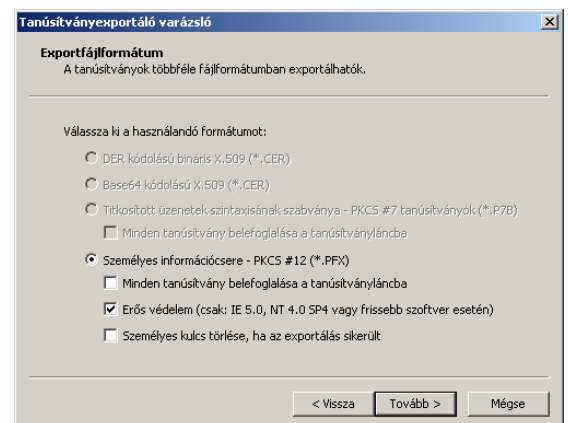 Tanúsítványexportáló varázsló
Exportfájlformátum
A tanúsítványok többféle fájlformátumban exportálhatók.
Válassza ki a használandó formátumot:
DER kódolású bináris X.509 (*.CER)
Base64 kódolású X.509 (*.CER)
Titkosított üzenetek szintaxisának szabványa - PKCS #7 tanúsítványok (*.P7B)
Minden tanúsítvány belefoglalása a tanúsítványláncba
Személyes információcsere - PKCS #12 (*.PFX)
Minden tanúsítvány belefoglalása a tanúsítványláncba
Erős védelem (csak: IE 5.0, NT 4.0 SP4 vagy frissebb szoftver esetén)
Személyes kulcs törlése, ha az exportálás sikerült
< Vissza Tovább > Mégse